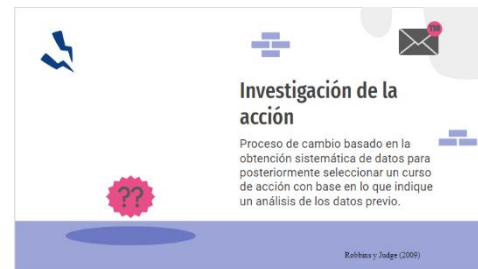 Investigación de la
acción
Proceso de cambio basado en la
obtención sistemática de datos para
posteriormente seleccionar un curso
de acción con base en lo que indique
un análisis de los datos previo.
??
Robbins y Judge (2009)